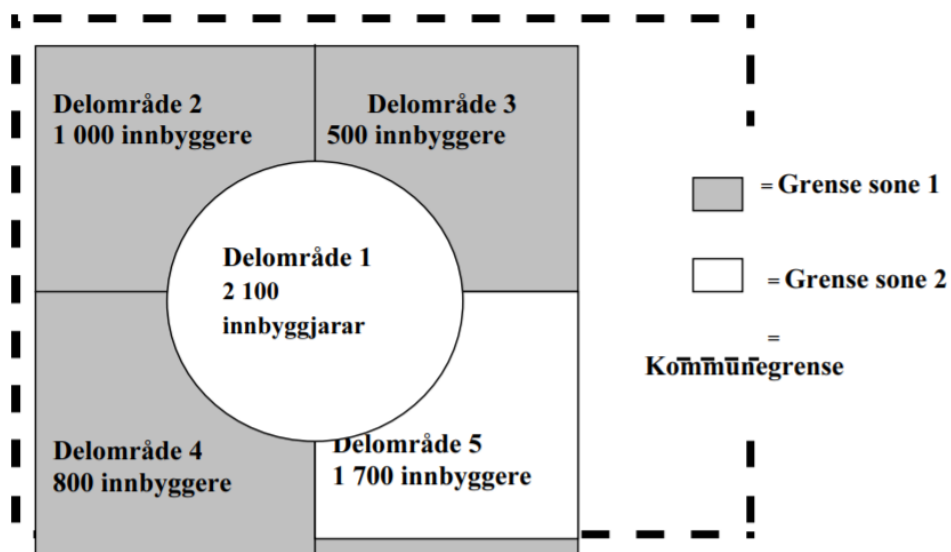 Delområde 2
1 000 innbyggere
Delområde 3
500 innbyggere
= Grense sone 1
Delområde 1
2 100
innbyggjarar
= Grense sone 2
=
Kommunegrense
Delområde 4
800 innbyggere
Delområde 5
1 700 innbyggere